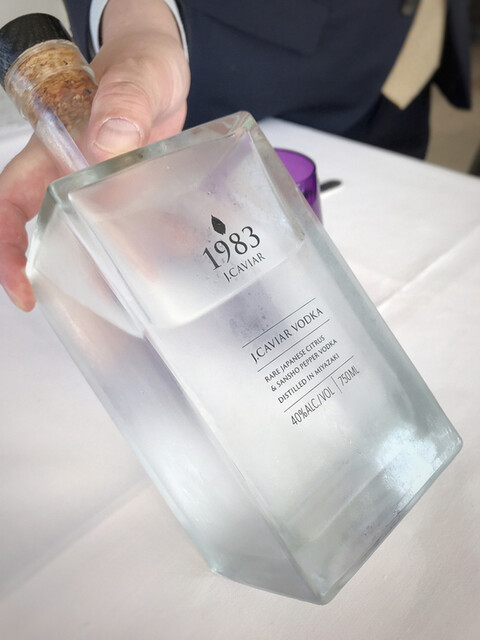 1983
J.CAVIAR
J.CAVIAR VODKA
RARE JAPANESE CITRUS
& SANSHO PEPPER VODKA
DISTILLED IN MIYAZAKI
40%ALC/VOL | 750ML